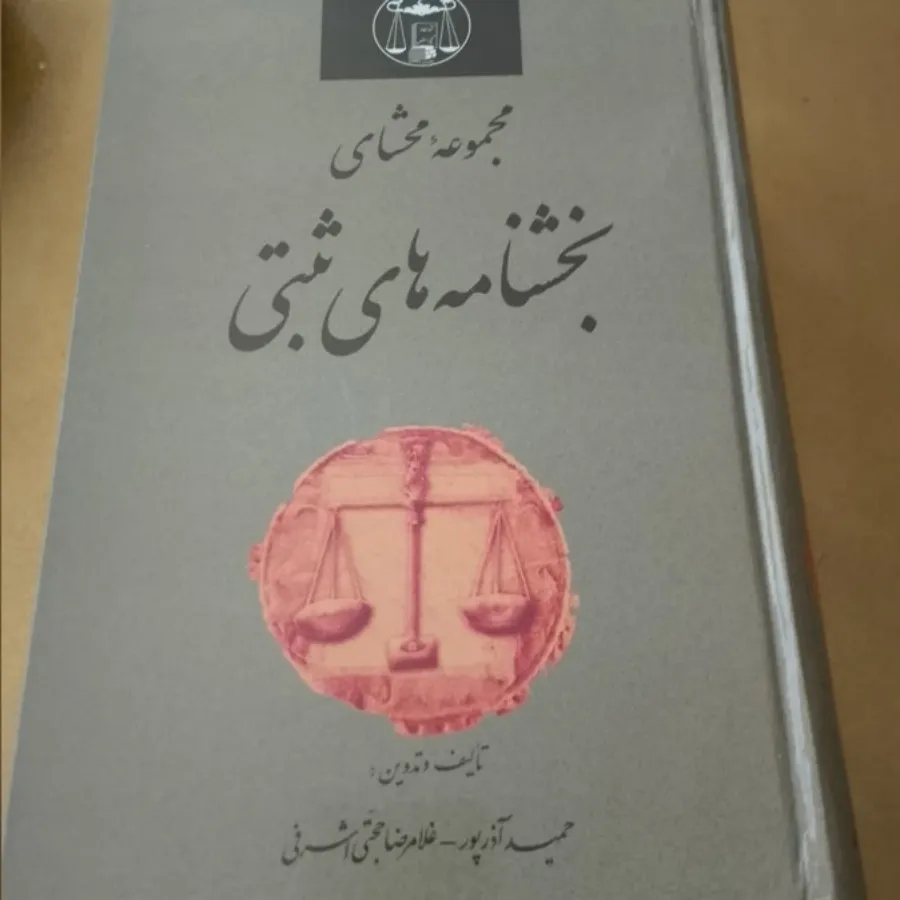 مجموعهٔ محشای
بخشنامه های ثبتی
تألیف و تدوین:
حمید آذرپور - غلامرضا حجتی اشرفی